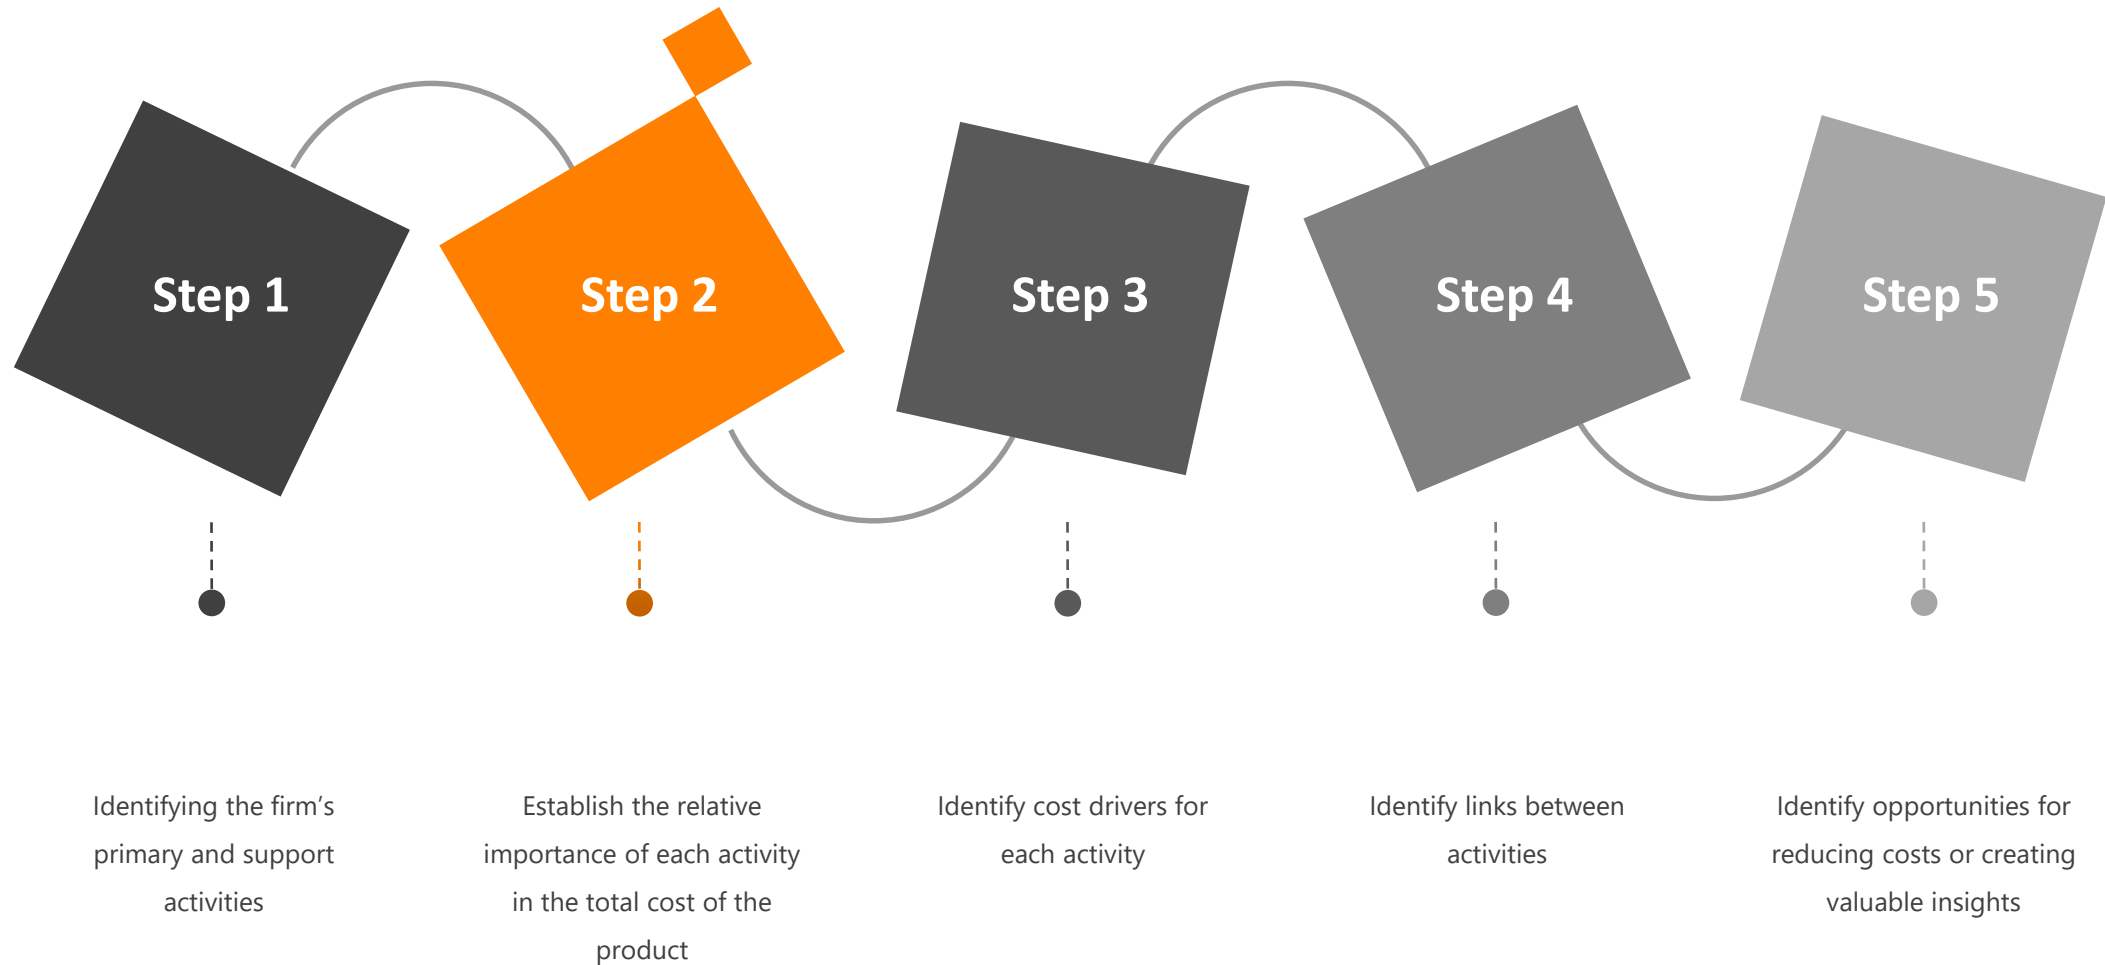 Step 1
Step 2
Step 3
Step 4
Step 5
Identifying the firm’s
primary and support
activities
Establish the relative
importance of each activity
in the total cost of the
product
Identify cost drivers for
each activity
Identify links between
activities
Identify opportunities for
reducing costs or creating
valuable insights